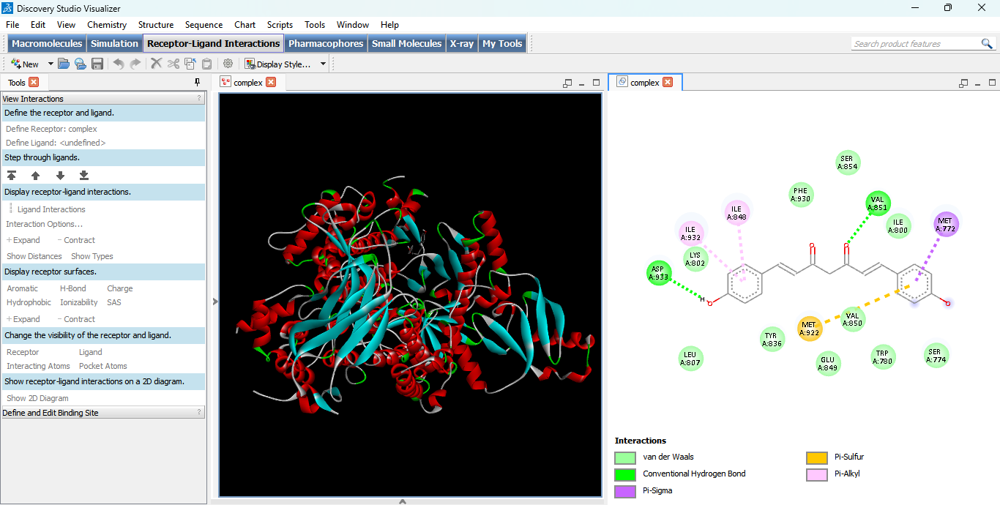 Discovery Studio Visualizer
File Edit View Chemistry Structure Sequence Chart Scripts Tools Window Help
Macromolecules Simulation Receptor-Ligand Interactions Pharmacophores Small Molecules X-ray My Tools
Search product features
New Display Style...
Tools
View Interactions ?
Define the receptor and ligand.
Define Receptor: complex
Define Ligand: <undefined>
Step through ligands.
Display receptor-ligand interactions.
Ligand Interactions
Interaction Options...
+Expand - Contract
Show Distances Show Types
Display receptor surfaces.
Aromatic H-Bond Charge
Hydrophobic Ionizability SAS
+Expand - Contract
Change the visibility of the receptor and ligand.
Receptor Ligand
Interacting Atoms Pocket Atoms
Show receptor-ligand interactions on a 2D diagram.
Show 2D Diagram
Define and Edit Binding Site ?
complex
complex
SER
A:854
PHE
A:930
VAL
A:851
ILE
A:848
ILE
A:800
MET
A:772
ILE
A:932
LYS
A:802
ASP
A:933
O
O
H
O
O
MET
A:922
VAL
A:850
TYR
A:836
LEU
A:807
GLU
A:849
TRP
A:780
SER
A:774
Interactions
van der Waals
Conventional Hydrogen Bond
Pi-Sigma
Pi-Sulfur
Pi-Alkyl